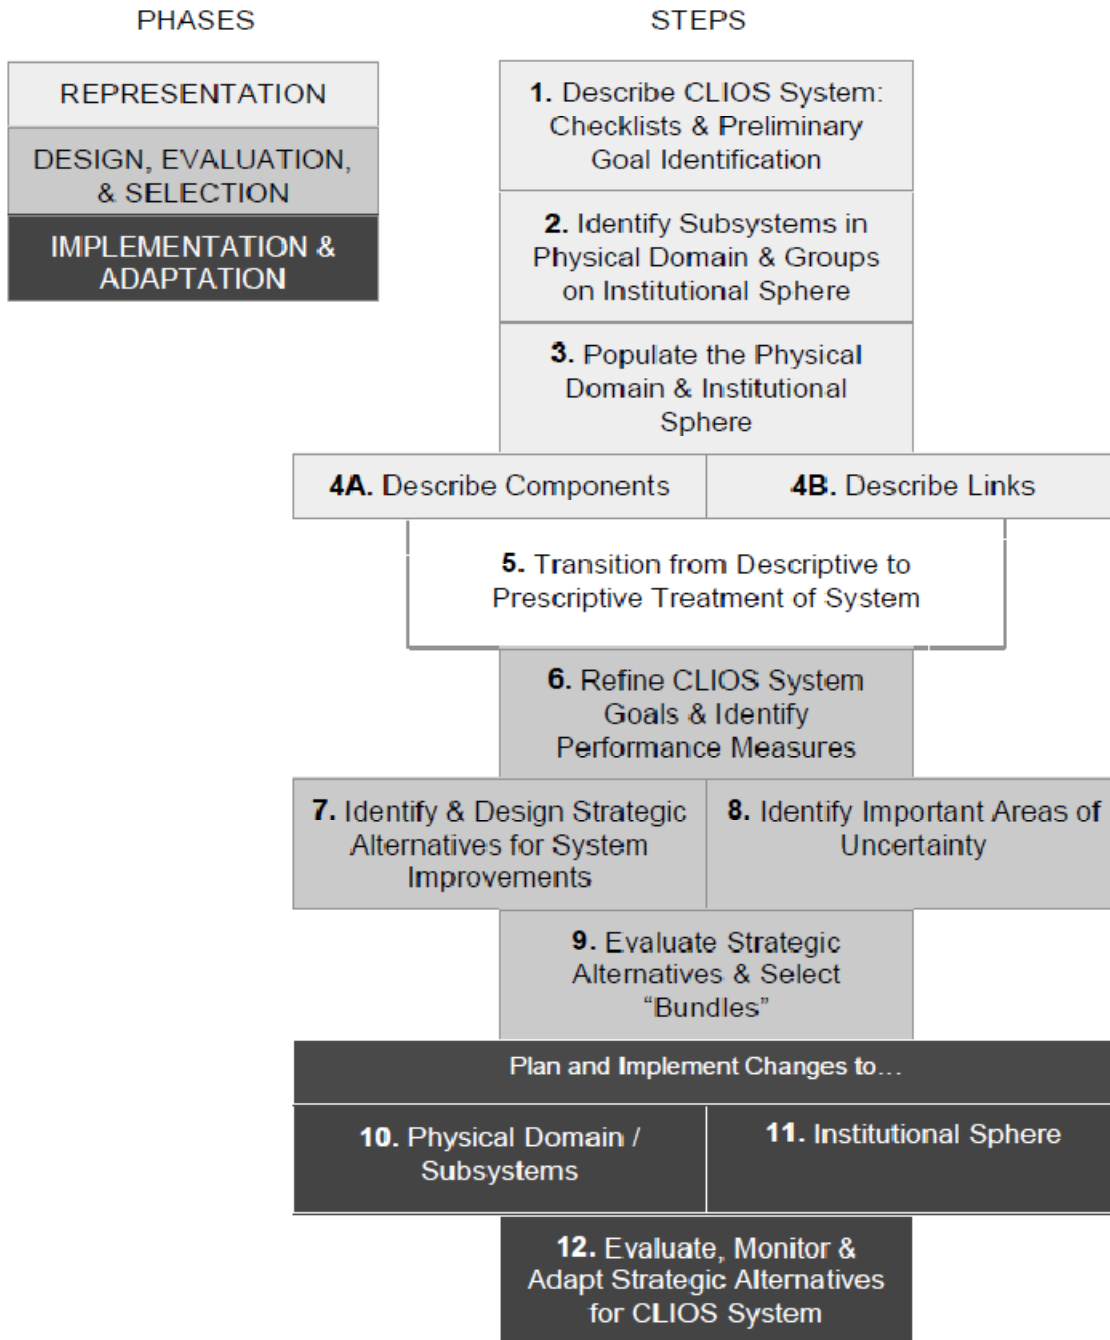 PHASES
STEPS
REPRESENTATION
DESIGN, EVALUATION,
& SELECTION
IMPLEMENTATION &
ADAPTATION
1. Describe CLIOS System:
Checklists & Preliminary
Goal Identification
2. Identify Subsystems in
Physical Domain & Groups
on Institutional Sphere
3. Populate the Physical
Domain & Institutional
Sphere
4A. Describe Components
4B. Describe Links
5. Transition from Descriptive to
Prescriptive Treatment of System
6. Refine CLIOS System
Goals & Identify
Performance Measures
7. Identify & Design Strategic
Alternatives for System
Improvements
8. Identify Important Areas of
Uncertainty
9. Evaluate Strategic
Alternatives & Select
“Bundles”
Plan and Implement Changes to…
10. Physical Domain /
Subsystems
11. Institutional Sphere
12. Evaluate, Monitor &
Adapt Strategic Alternatives
for CLIOS System